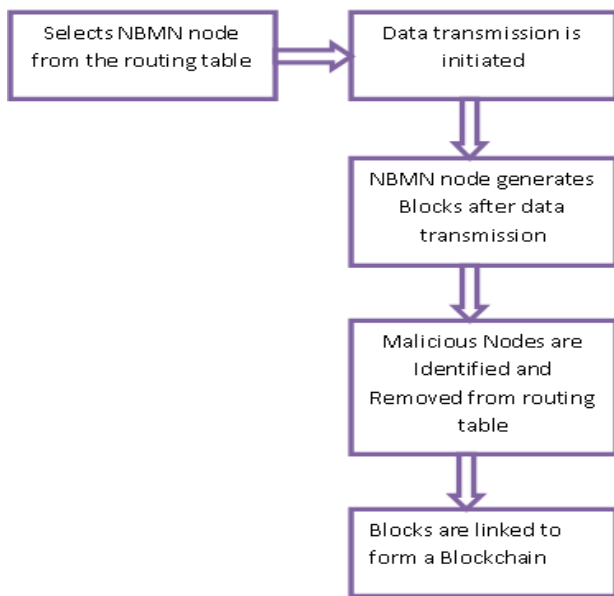 Selects NBMN node
from the routing table
Data transmission is
initiated
NBMN node generates
Blocks after data
transmission
Malicious Nodes are
Identified and
Removed from routing
table
Blocks are linked to
form a Blockchain